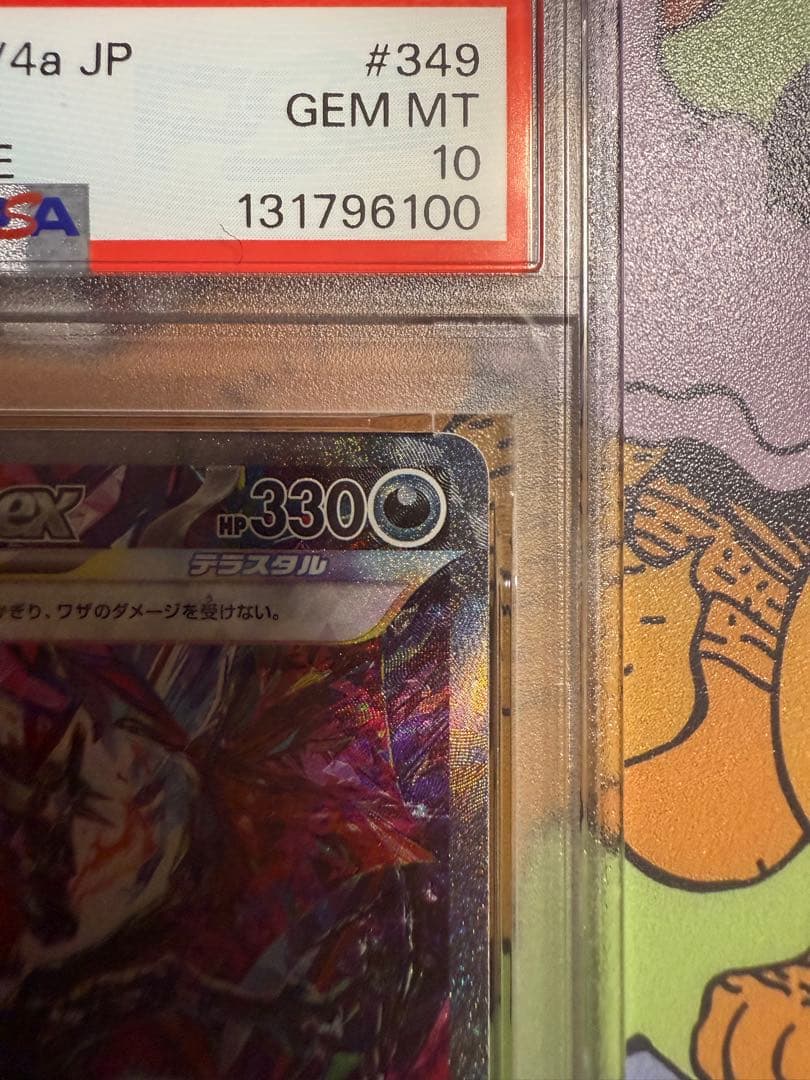 /4a JP #349
GEM MT
E 10
PSA 131796100
ex HP330
テラスタル
ぎり、ワザのダメージを受けない。